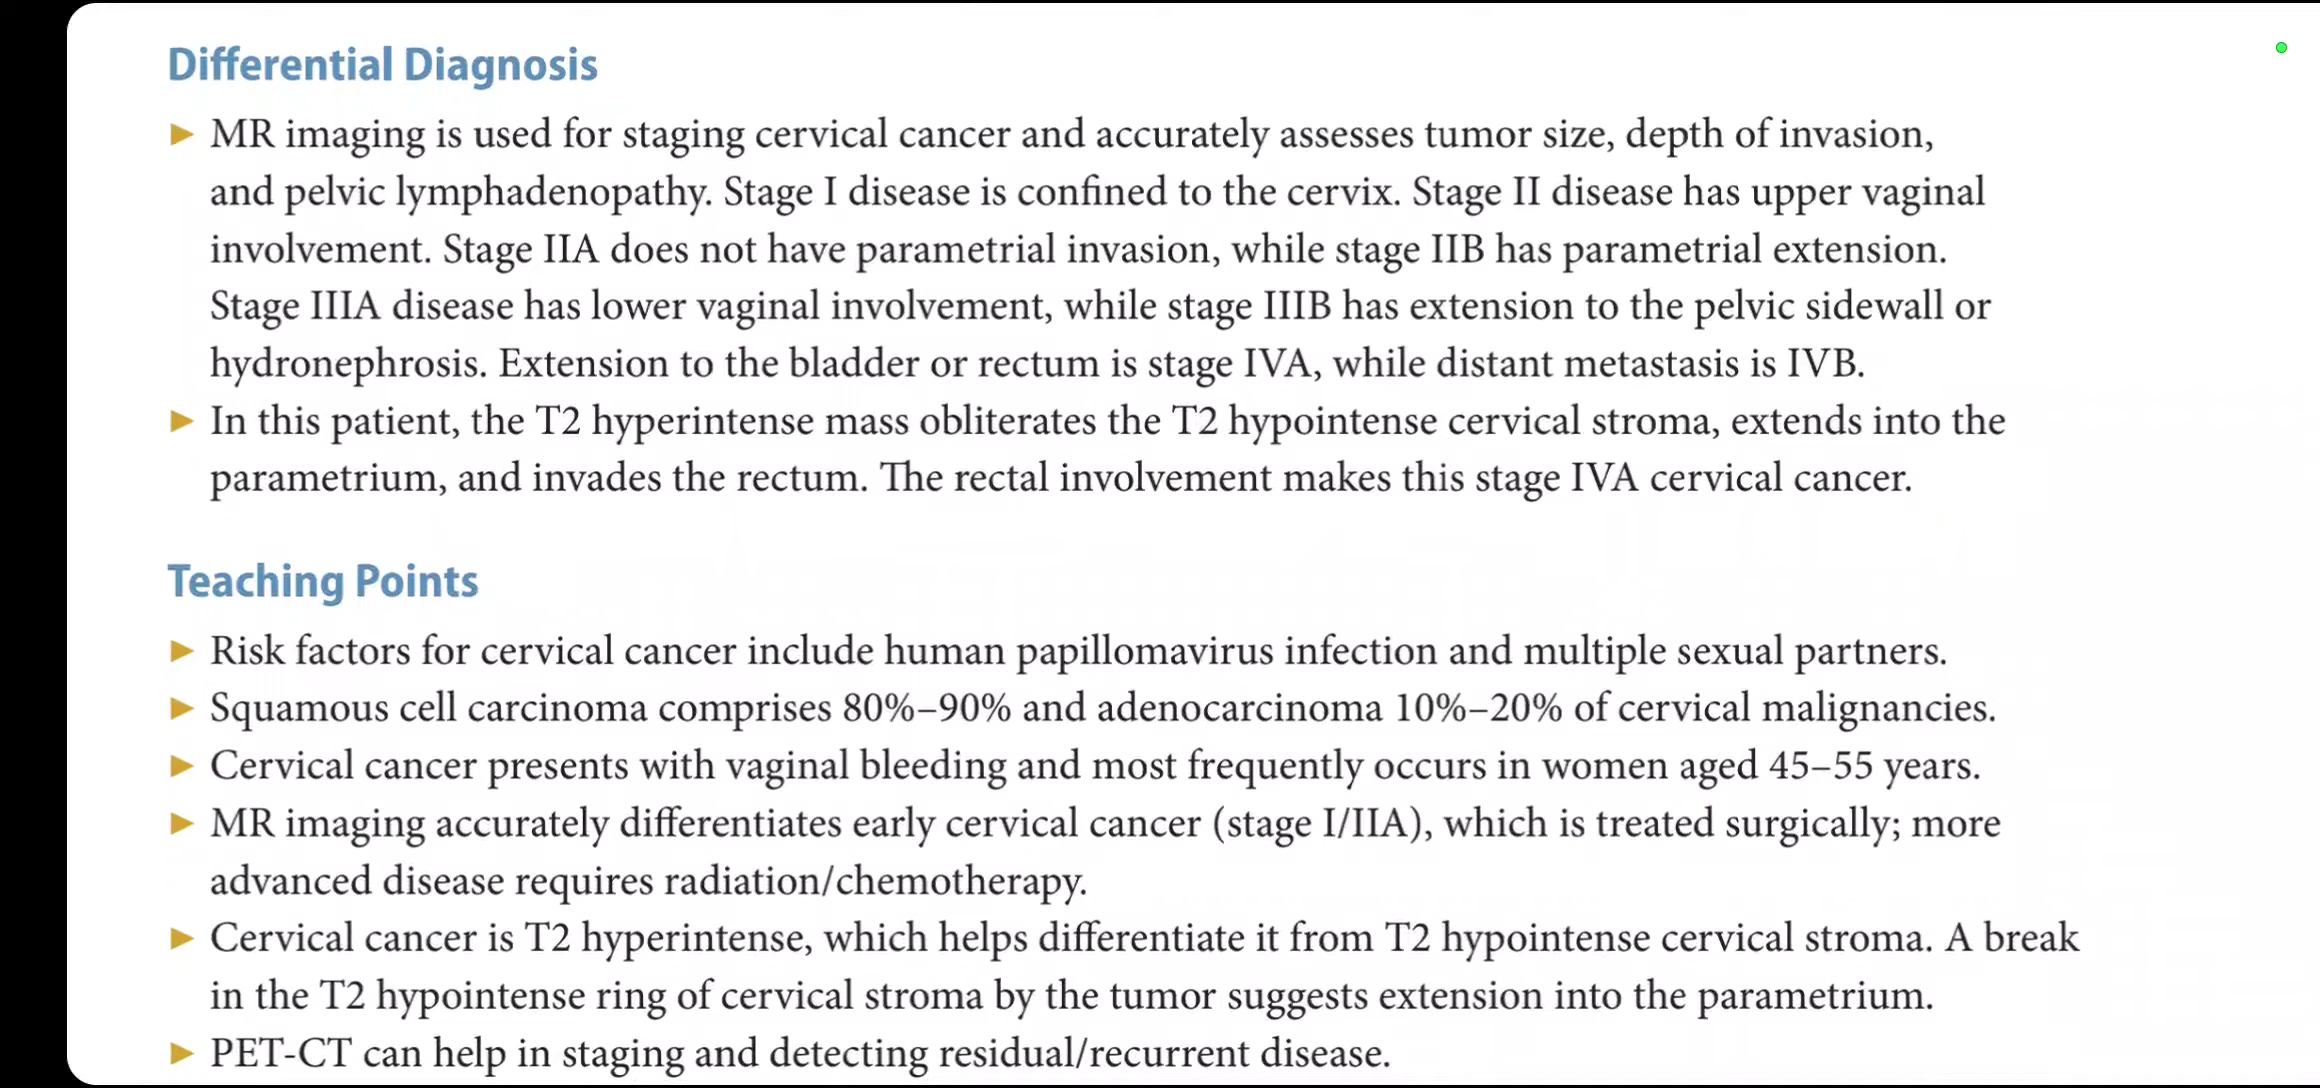 Differential Diagnosis
► MR imaging is used for staging cervical cancer and accurately assesses tumor size, depth of invasion,
and pelvic lymphadenopathy. Stage I disease is confined to the cervix. Stage II disease has upper vaginal
involvement. Stage IIA does not have parametrial invasion, while stage IIB has parametrial extension.
Stage IIIA disease has lower vaginal involvement, while stage IIIB has extension to the pelvic sidewall or
hydronephrosis. Extension to the bladder or rectum is stage IVA, while distant metastasis is IVB.
► In this patient, the T2 hyperintense mass obliterates the T2 hypointense cervical stroma, extends into the
parametrium, and invades the rectum. The rectal involvement makes this stage IVA cervical cancer.
Teaching Points
► Risk factors for cervical cancer include human papillomavirus infection and multiple sexual partners.
► Squamous cell carcinoma comprises 80%–90% and adenocarcinoma 10%–20% of cervical malignancies.
► Cervical cancer presents with vaginal bleeding and most frequently occurs in women aged 45–55 years.
► MR imaging accurately differentiates early cervical cancer (stage I/IIA), which is treated surgically; more
advanced disease requires radiation/chemotherapy.
► Cervical cancer is T2 hyperintense, which helps differentiate it from T2 hypointense cervical stroma. A break
in the T2 hypointense ring of cervical stroma by the tumor suggests extension into the parametrium.
► PET-CT can help in staging and detecting residual/recurrent disease.